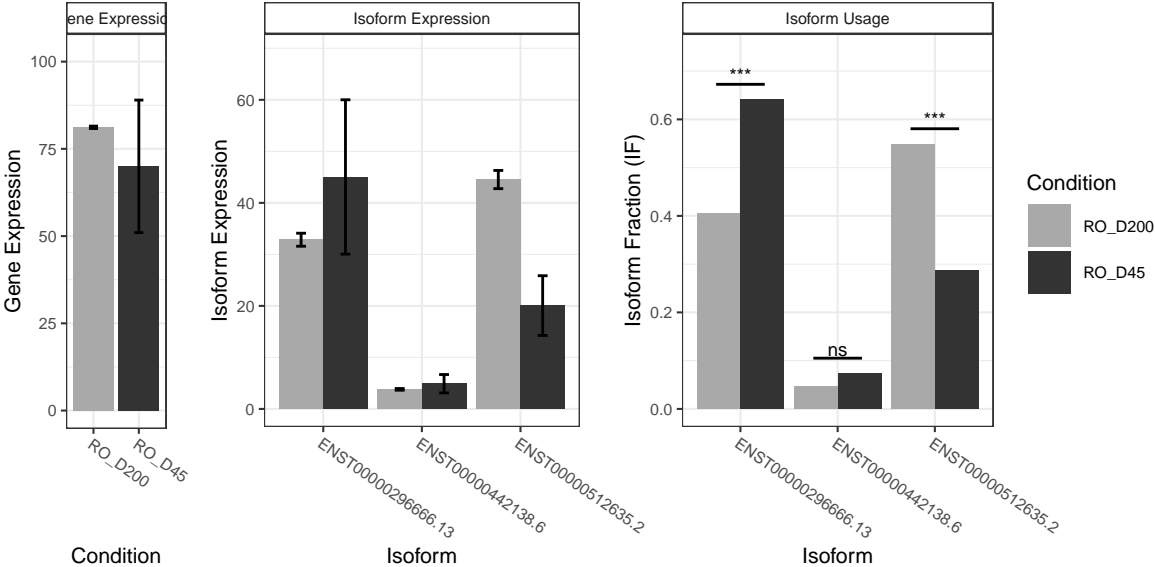 ene Expressio
Gene Expression
100
75
50
25
0
RO_D200
RO_D45
Condition
Isoform Expression
Isoform Expression
60
40
20
0
ENST00000296666.13
ENST00000442138.6
ENST00000512635.2
Isoform
Isoform Usage
Isoform Fraction (IF)
0.6
0.4
0.2
0.0
***
ns
***
ENST00000296666.13
ENST00000442138.6
ENST00000512635.2
Isoform
Condition
RO_D200
RO_D45